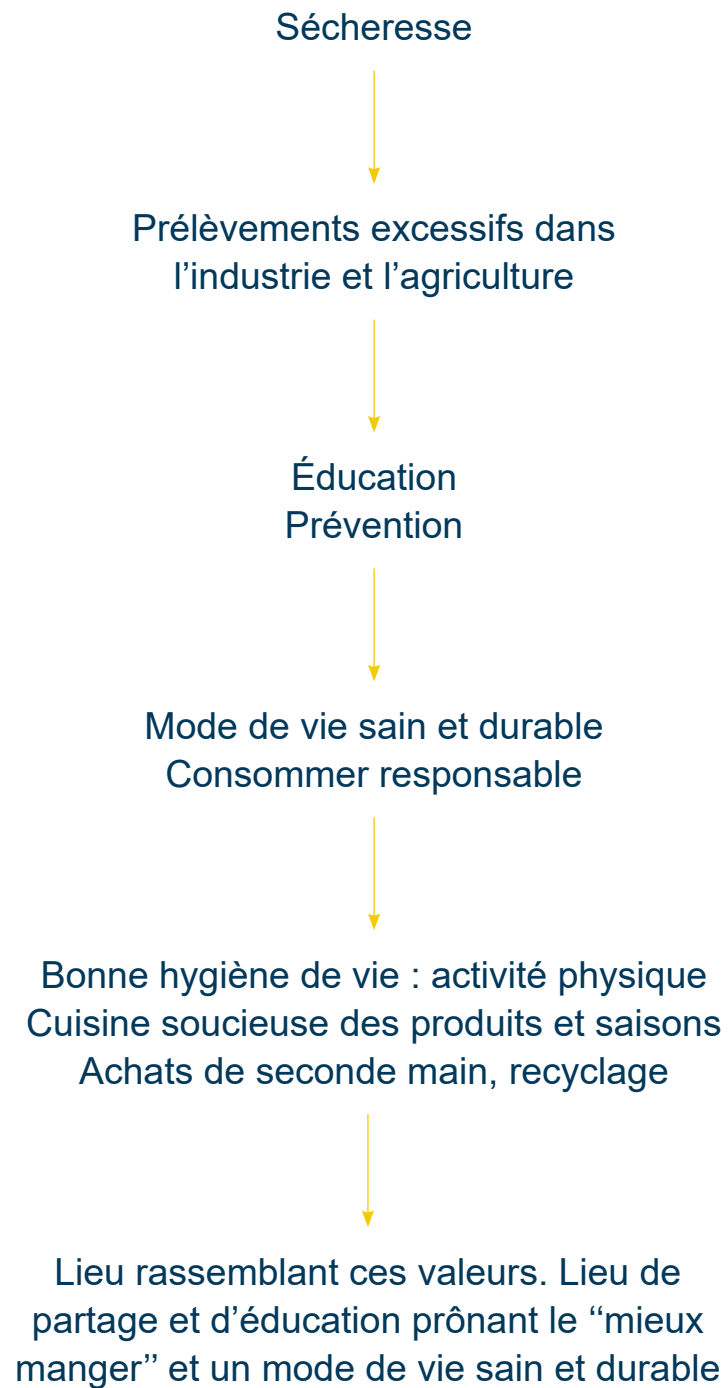 Sécheresse
Prélèvements excessifs dans
l’industrie et l’agriculture
Éducation
Prévention
Mode de vie sain et durable
Consommer responsable
Bonne hygiène de vie : activité physique
Cuisine soucieuse des produits et saisons
Achats de seconde main, recyclage
Lieu rassemblant ces valeurs. Lieu de
partage et d’éducation prônant le ‘‘mieux
manger’’ et un mode de vie sain et durable